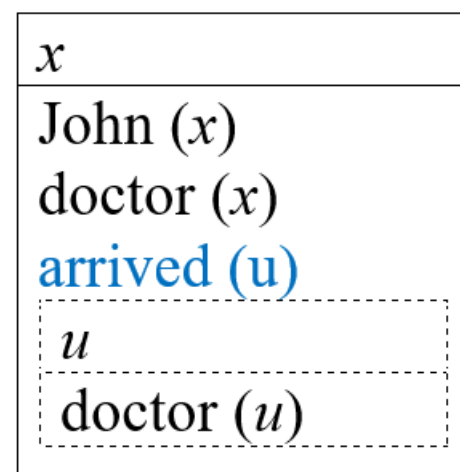 x
John (x)
doctor (x)
arrived (u)
u
doctor (u)